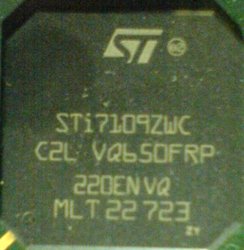 ST
STi7109ZWC
C2L VQ650FRP
220ENVQ
MLT 22 723